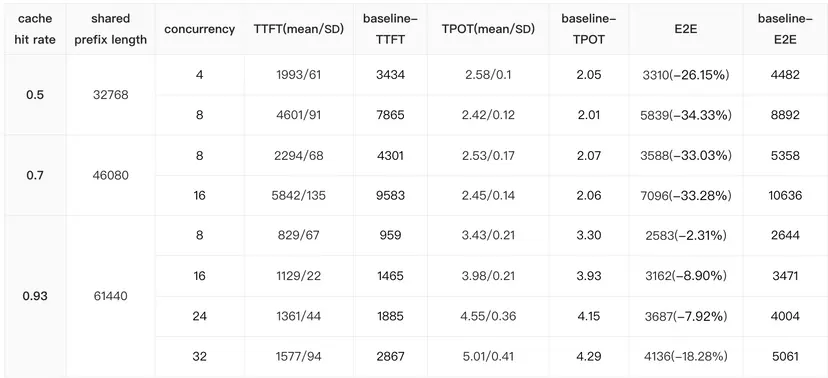 cache hit rate shared prefix length concurrency TTFT(mean/SD) baseline-TTFT TPOT(mean/SD) baseline-TPOT E2E baseline-E2E
0.5 32768 4 1993/61 3434 2.58/0.1 2.05 3310(-26.15%) 4482
8 4601/91 7865 2.42/0.12 2.01 5839(-34.33%) 8892
0.7 46080 8 2294/68 4301 2.53/0.17 2.07 3588(-33.03%) 5358
16 5842/135 9583 2.45/0.14 2.06 7096(-33.28%) 10636
0.93 61440 8 829/67 959 3.43/0.21 3.30 2583(-2.31%) 2644
16 1129/22 1465 3.98/0.21 3.93 3162(-8.90%) 3471
24 1361/44 1885 4.55/0.36 4.15 3687(-7.92%) 4004
32 1577/94 2867 5.01/0.41 4.29 4136(-18.28%) 5061